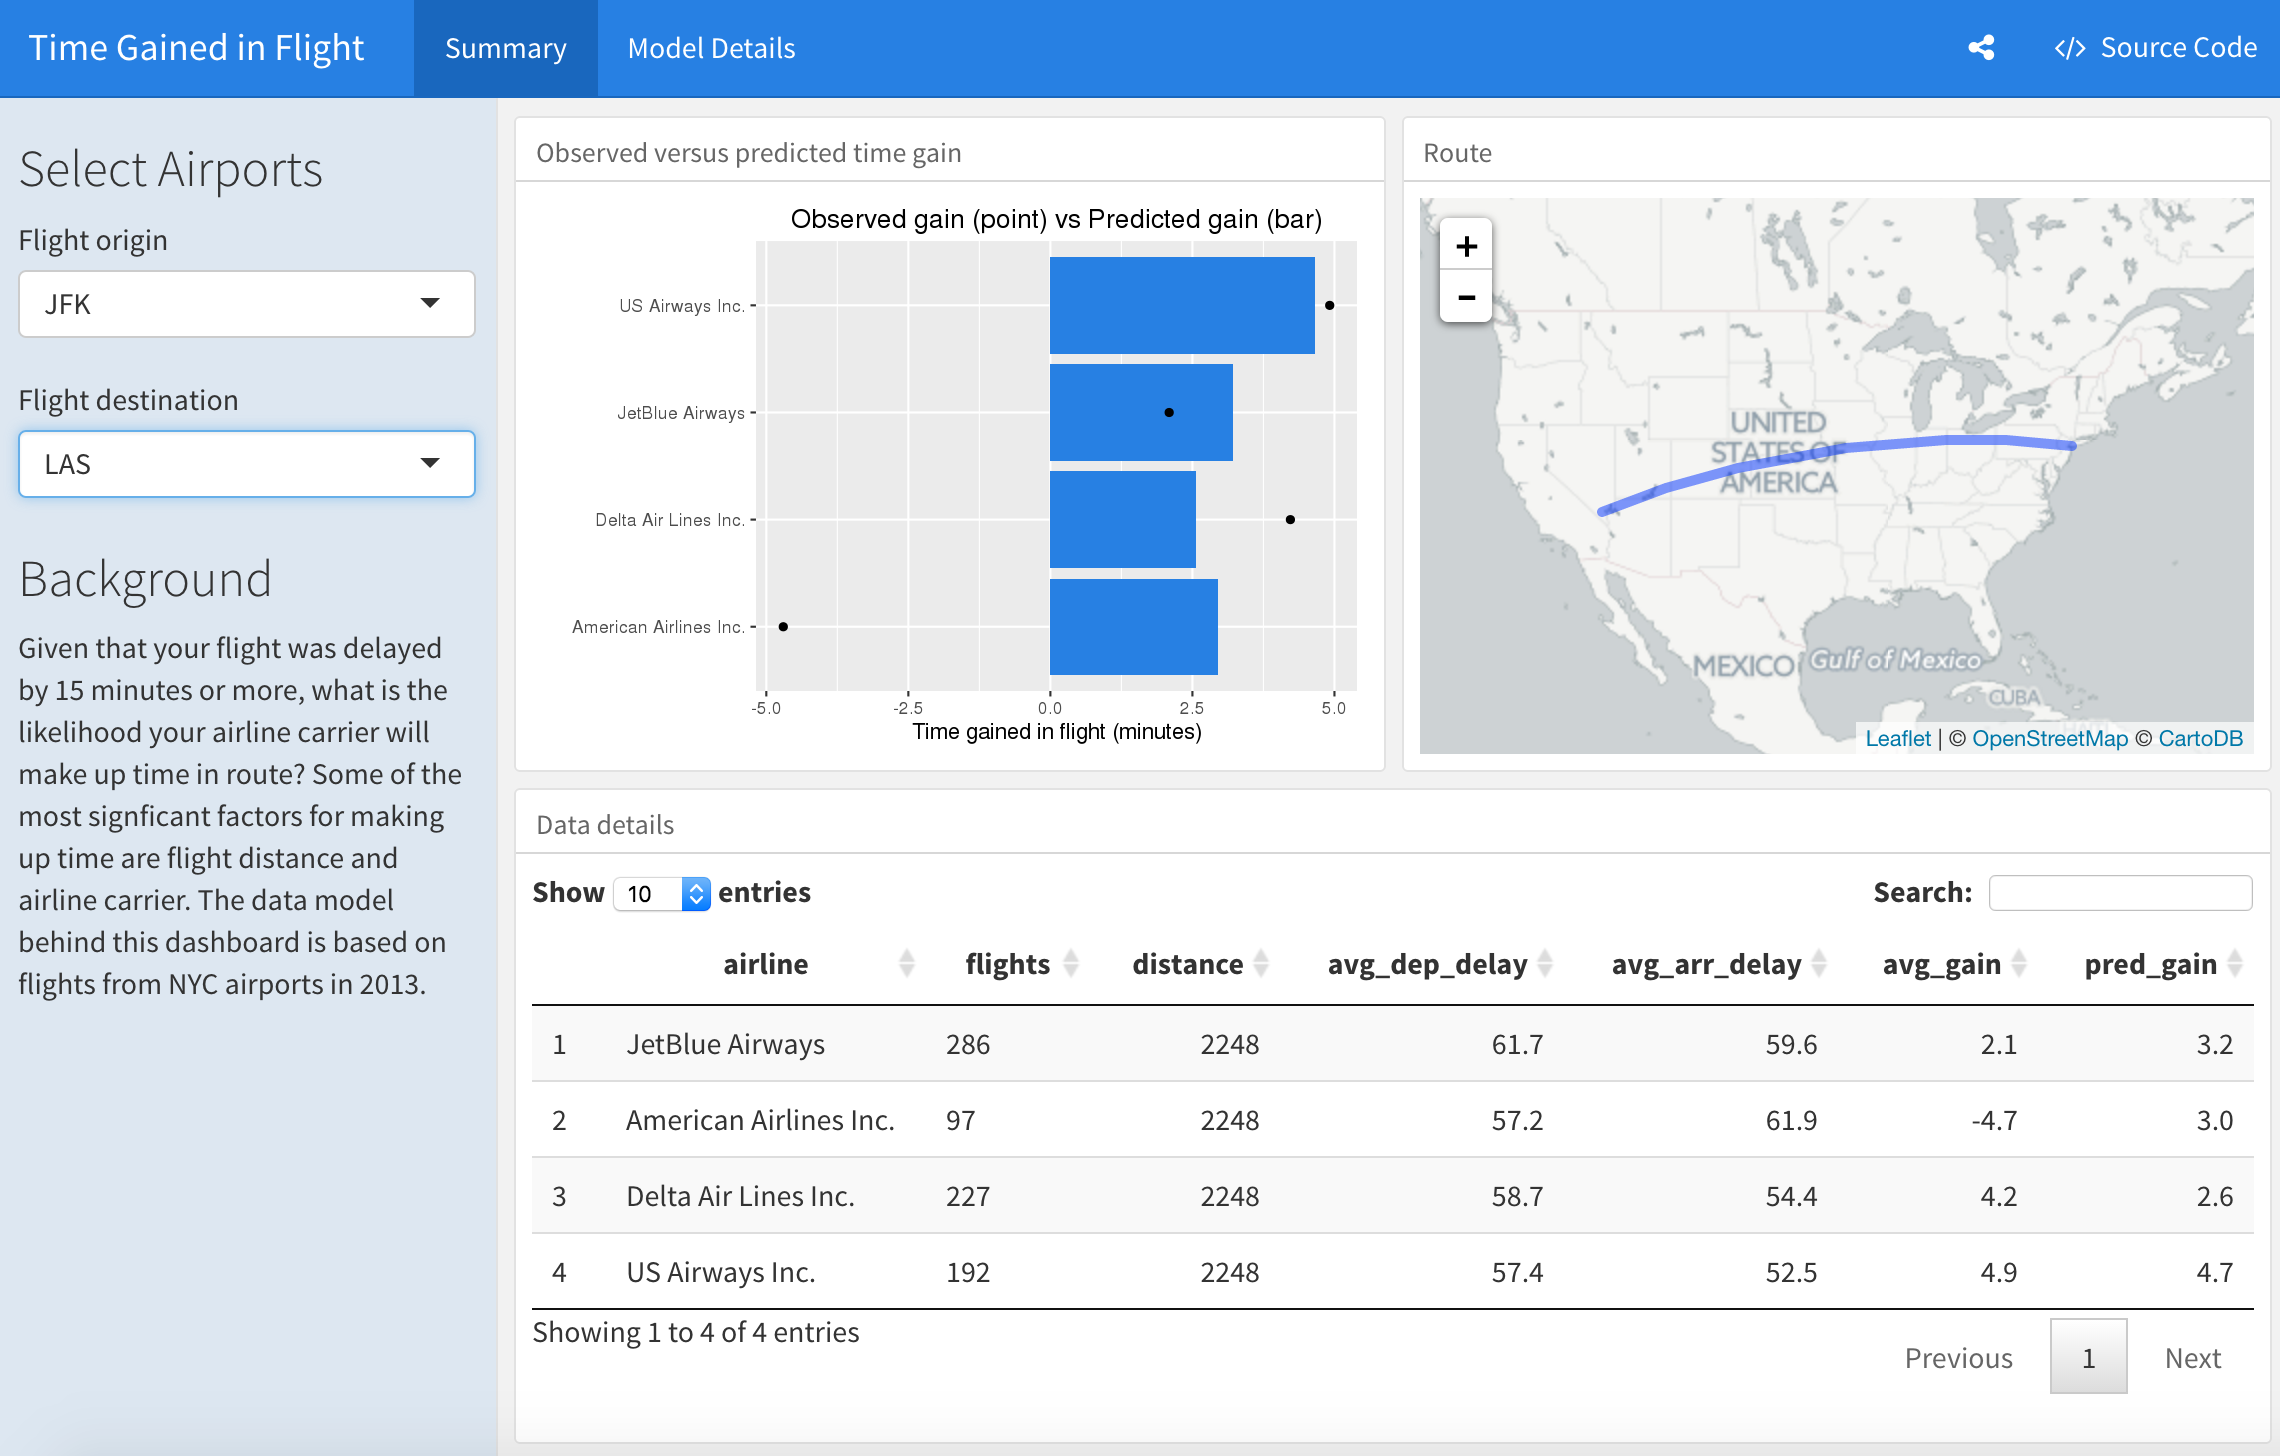 Time Gained in Flight
Summary
Model Details
</> Source Code
Select Airports
Flight origin
JFK
Flight destination
LAS
Background
Given that your flight was delayed
by 15 minutes or more, what is the
likelihood your airline carrier will
make up time in route? Some of the
most signficant factors for making
up time are flight distance and
airline carrier. The data model
behind this dashboard is based on
flights from NYC airports in 2013.
Observed versus predicted time gain
Observed gain (point) vs Predicted gain (bar)
US Airways Inc.
JetBlue Airways
Delta Air Lines Inc.
American Airlines Inc.
-5.0 -2.5 0.0 2.5 5.0
Time gained in flight (minutes)
Route
+
-
UNITED
STATES OF
AMERICA
MEXICO
Gulf of Mexico
CUBA
Leaflet | © OpenStreetMap © CartoDB
Data details
Show 10 entries
Search:
airline flights distance avg_dep_delay avg_arr_delay avg_gain pred_gain
1 JetBlue Airways 286 2248 61.7 59.6 2.1 3.2
2 American Airlines Inc. 97 2248 57.2 61.9 -4.7 3.0
3 Delta Air Lines Inc. 227 2248 58.7 54.4 4.2 2.6
4 US Airways Inc. 192 2248 57.4 52.5 4.9 4.7
Showing 1 to 4 of 4 entries
Previous 1 Next